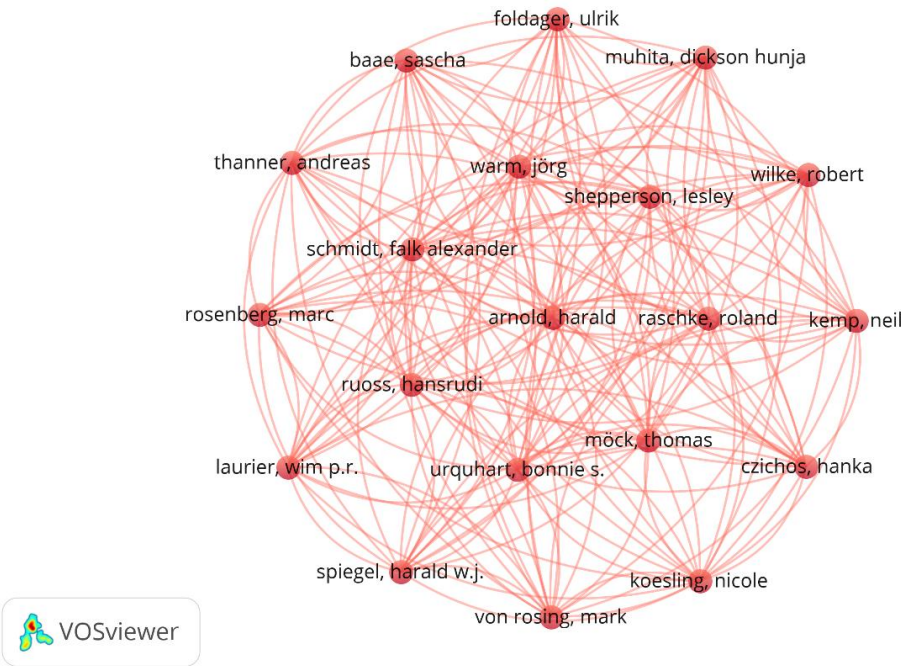 foldager, ulrik
muhita, dickson hunja
baae, sascha
thanner, andreas
warm, jörg
wilke, robert
shepperson, lesley
schmidt, falk alexander
rosenberg, marc
arnold, harald
raschke, roland
kemp, neil
ruoss, hansrudi
möck, thomas
laurier, wim p.r.
urquhart, bonnie s.
czichos, hanka
spiegel, harald w.j.
koesling, nicole
von rosing, mark
VOSviewer